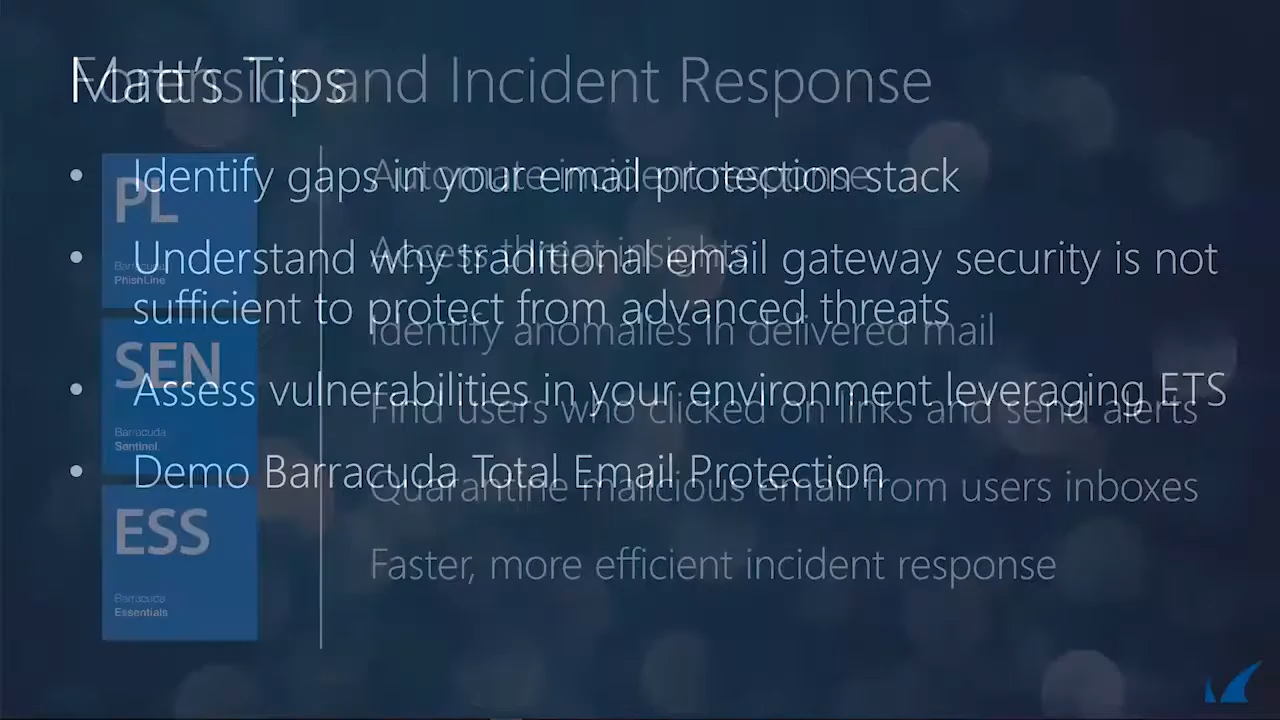 Matt's Tips
• Identify gaps in your email protection stack
• Understand why traditional email gateway security is not
sufficient to protect from advanced threats
• Assess vulnerabilities in your environment leveraging ETS
• Demo Barracuda Total Email Protection
Forensics and Incident Response
PL
Barracuda
PhishLine
SEN
Barracuda
Sentinel
ESS
Barracuda
Essentials
Automate incident response
Access threat insights
Identify anomalies in delivered mail
Find users who clicked on links and send alerts
Quarantine malicious email from users inboxes
Faster, more efficient incident response